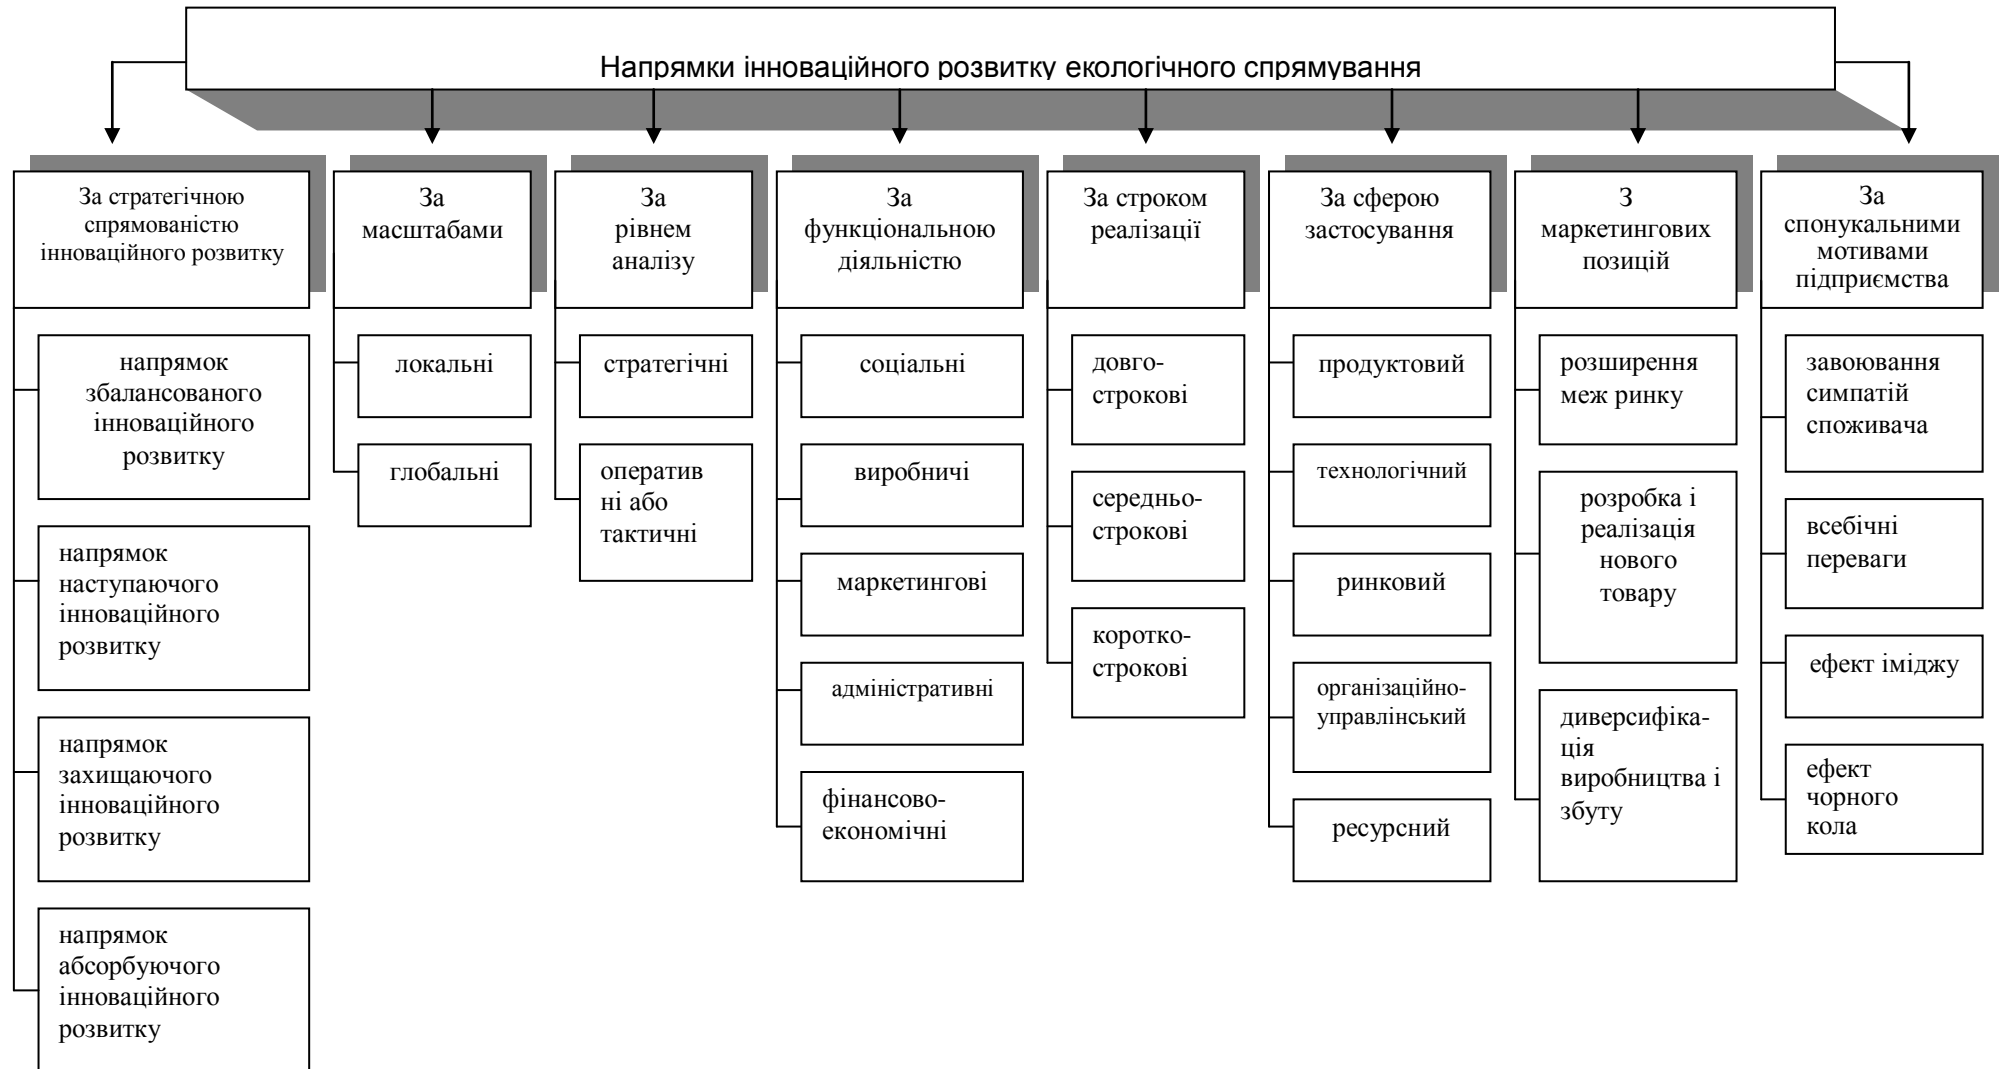 Напрямки інноваційного розвитку екологічного спрямування
За стратегічною
спрямованістю
інноваційного розвитку
напрямок
збалансованого
інноваційного
розвитку
напрямок
наступаючого
інноваційного
розвитку
напрямок
захищаючого
інноваційного
розвитку
напрямок
абсорбуючого
інноваційного
розвитку
За
масштабами
локальні
глобальні
За
рівнем
аналізу
стратегічні
оператив
ні або
тактичні
За
функціональною
діяльністю
соціальні
виробничі
маркетингові
адміністративні
фінансово-
економічні
За строком
реалізації
довго-
строкові
середньо-
строкові
коротко-
строкові
За сферою
застосування
продуктовий
технологічний
ринковий
організаційно-
управлінський
ресурсний
З
маркетингових
позицій
розширення
меж ринку
розробка і
реалізація
нового
товару
диверсифіка-
ція
виробництва і
збуту
За
спонукальними
мотивами
підприємства
завоювання
симпатій
споживача
всебічні
переваги
ефект іміджу
ефект
чорного
кола